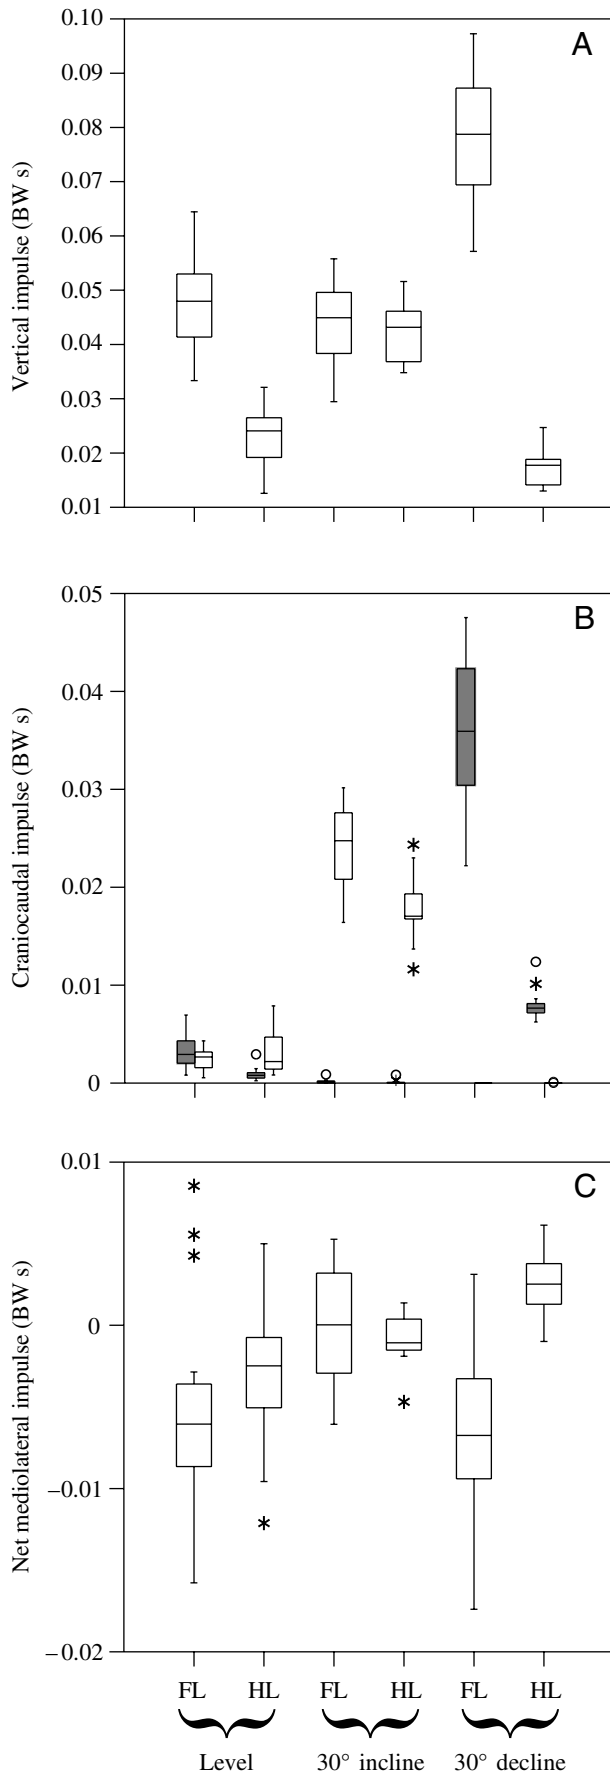 A
Vertical impulse (BW s)
0.10
0.09
0.08
0.07
0.06
0.05
0.04
0.03
0.02
0.01
B
Craniocaudal impulse (BW s)
0.05
0.04
0.03
0.02
0.01
0
C
Net mediolateral impulse (BW s)
0.01
0
–0.01
–0.02
FL HL FL HL FL HL
Level 30° incline 30° decline